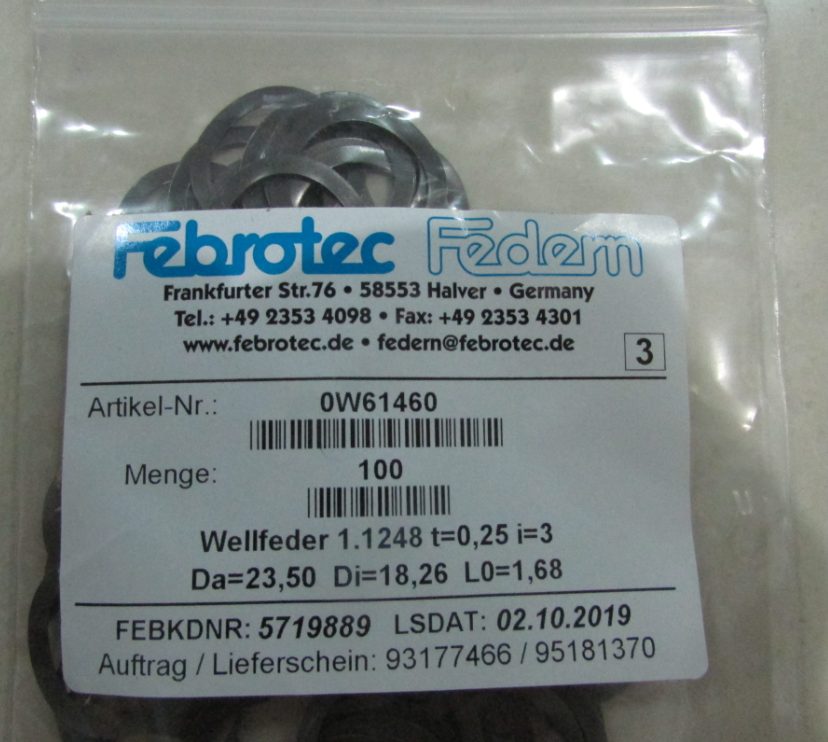 Febrotec Federn
Frankfurter Str.76 • 58553 Halver • Germany
Tel.: +49 2353 4098 • Fax: +49 2353 4301
www.febrotec.de • federn@febrotec.de
3
Artikel-Nr.: 0W61460
Menge: 100
Wellfeder 1.1248 t=0,25 i=3
Da=23,50 Di=18,26 L0=1,68
FEBKDNR: 5719889 LSDAT: 02.10.2019
Auftrag / Lieferschein: 93177466 / 95181370